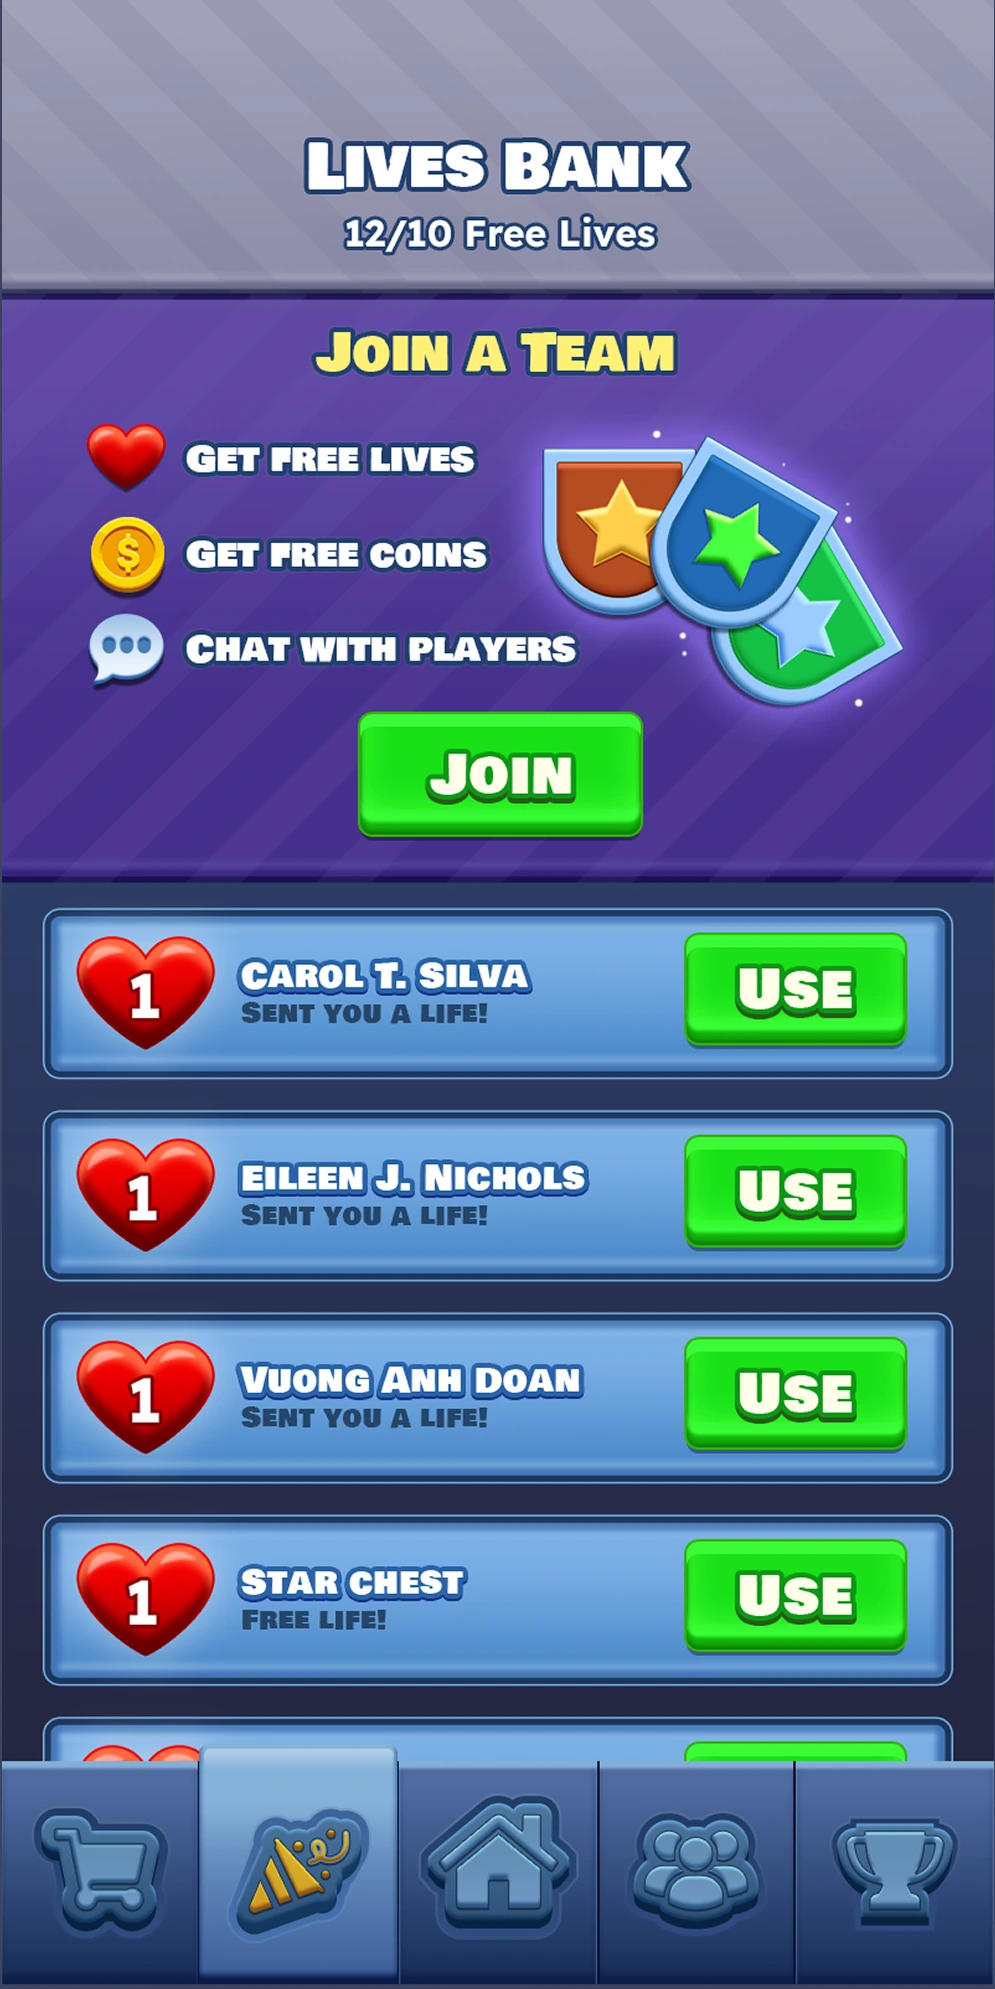 Lives Bank
12/10 Free Lives
Join a Team
Get free lives
Get free coins
Chat with players
Join
1
Carol T. Silva
Sent you a life!
Use
1
Eileen J. Nichols
Sent you a life!
Use
1
Vuong Anh Doan
Sent you a life!
Use
1
Star chest
Free life!
Use